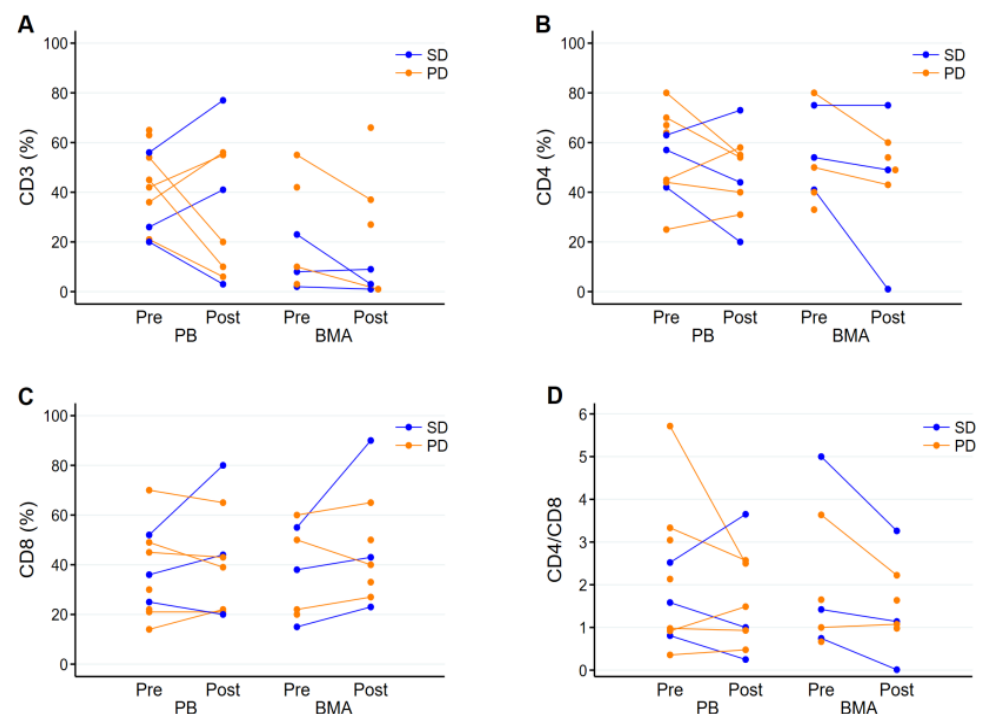 A
CD3 (%)
100
80
60
40
20
0
SD
PD
Pre Post Pre Post
PB BMA
B
CD4 (%)
100
80
60
40
20
0
SD
PD
Pre Post Pre Post
PB BMA
C
CD8 (%)
100
80
60
40
20
0
SD
PD
Pre Post Pre Post
PB BMA
D
CD4/CD8
6
5
4
3
2
1
0
SD
PD
Pre Post Pre Post
PB BMA